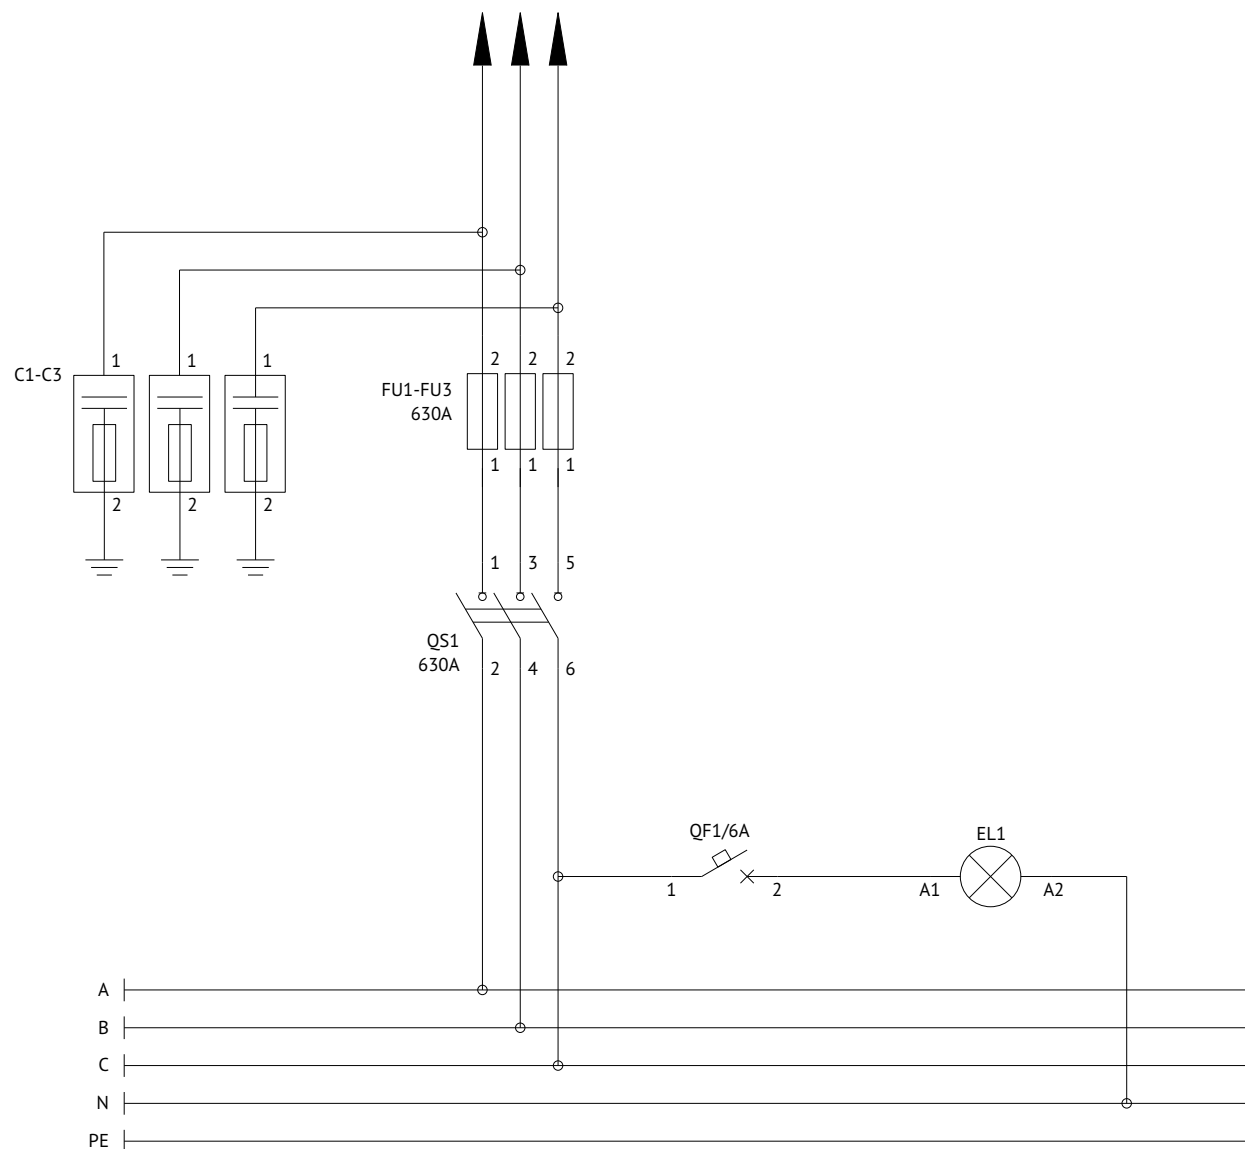 1 1 1
C1-C3
2 2 2
2 2 2
FU1-FU3
630A
1 1 1
1 3 5
QS1
630A
2 4 6
QF1/6A
1 2
EL1
A1 A2
A
B
C
N
PE